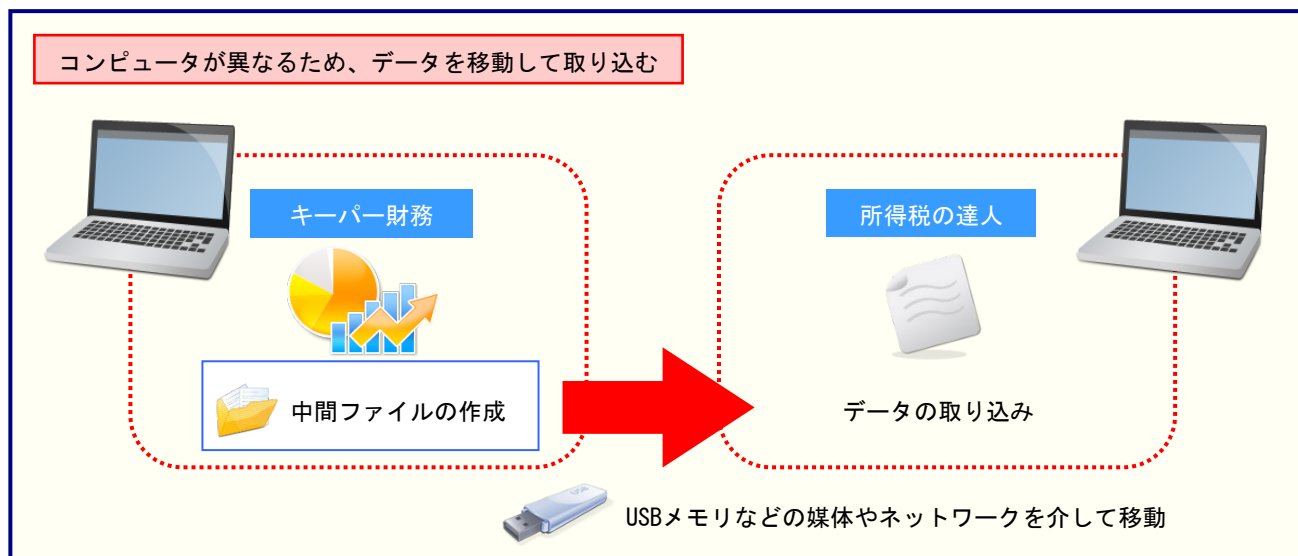 コンピュータが異なるため、データを移動して取り込む
キーパー財務
所得税の達人
中間ファイルの作成
データの取り込み
USB
USBメモリなどの媒体やネットワークを介して移動